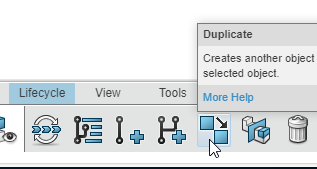 Duplicate
Creates another object
selected object.
More Help
Lifecycle View Tools